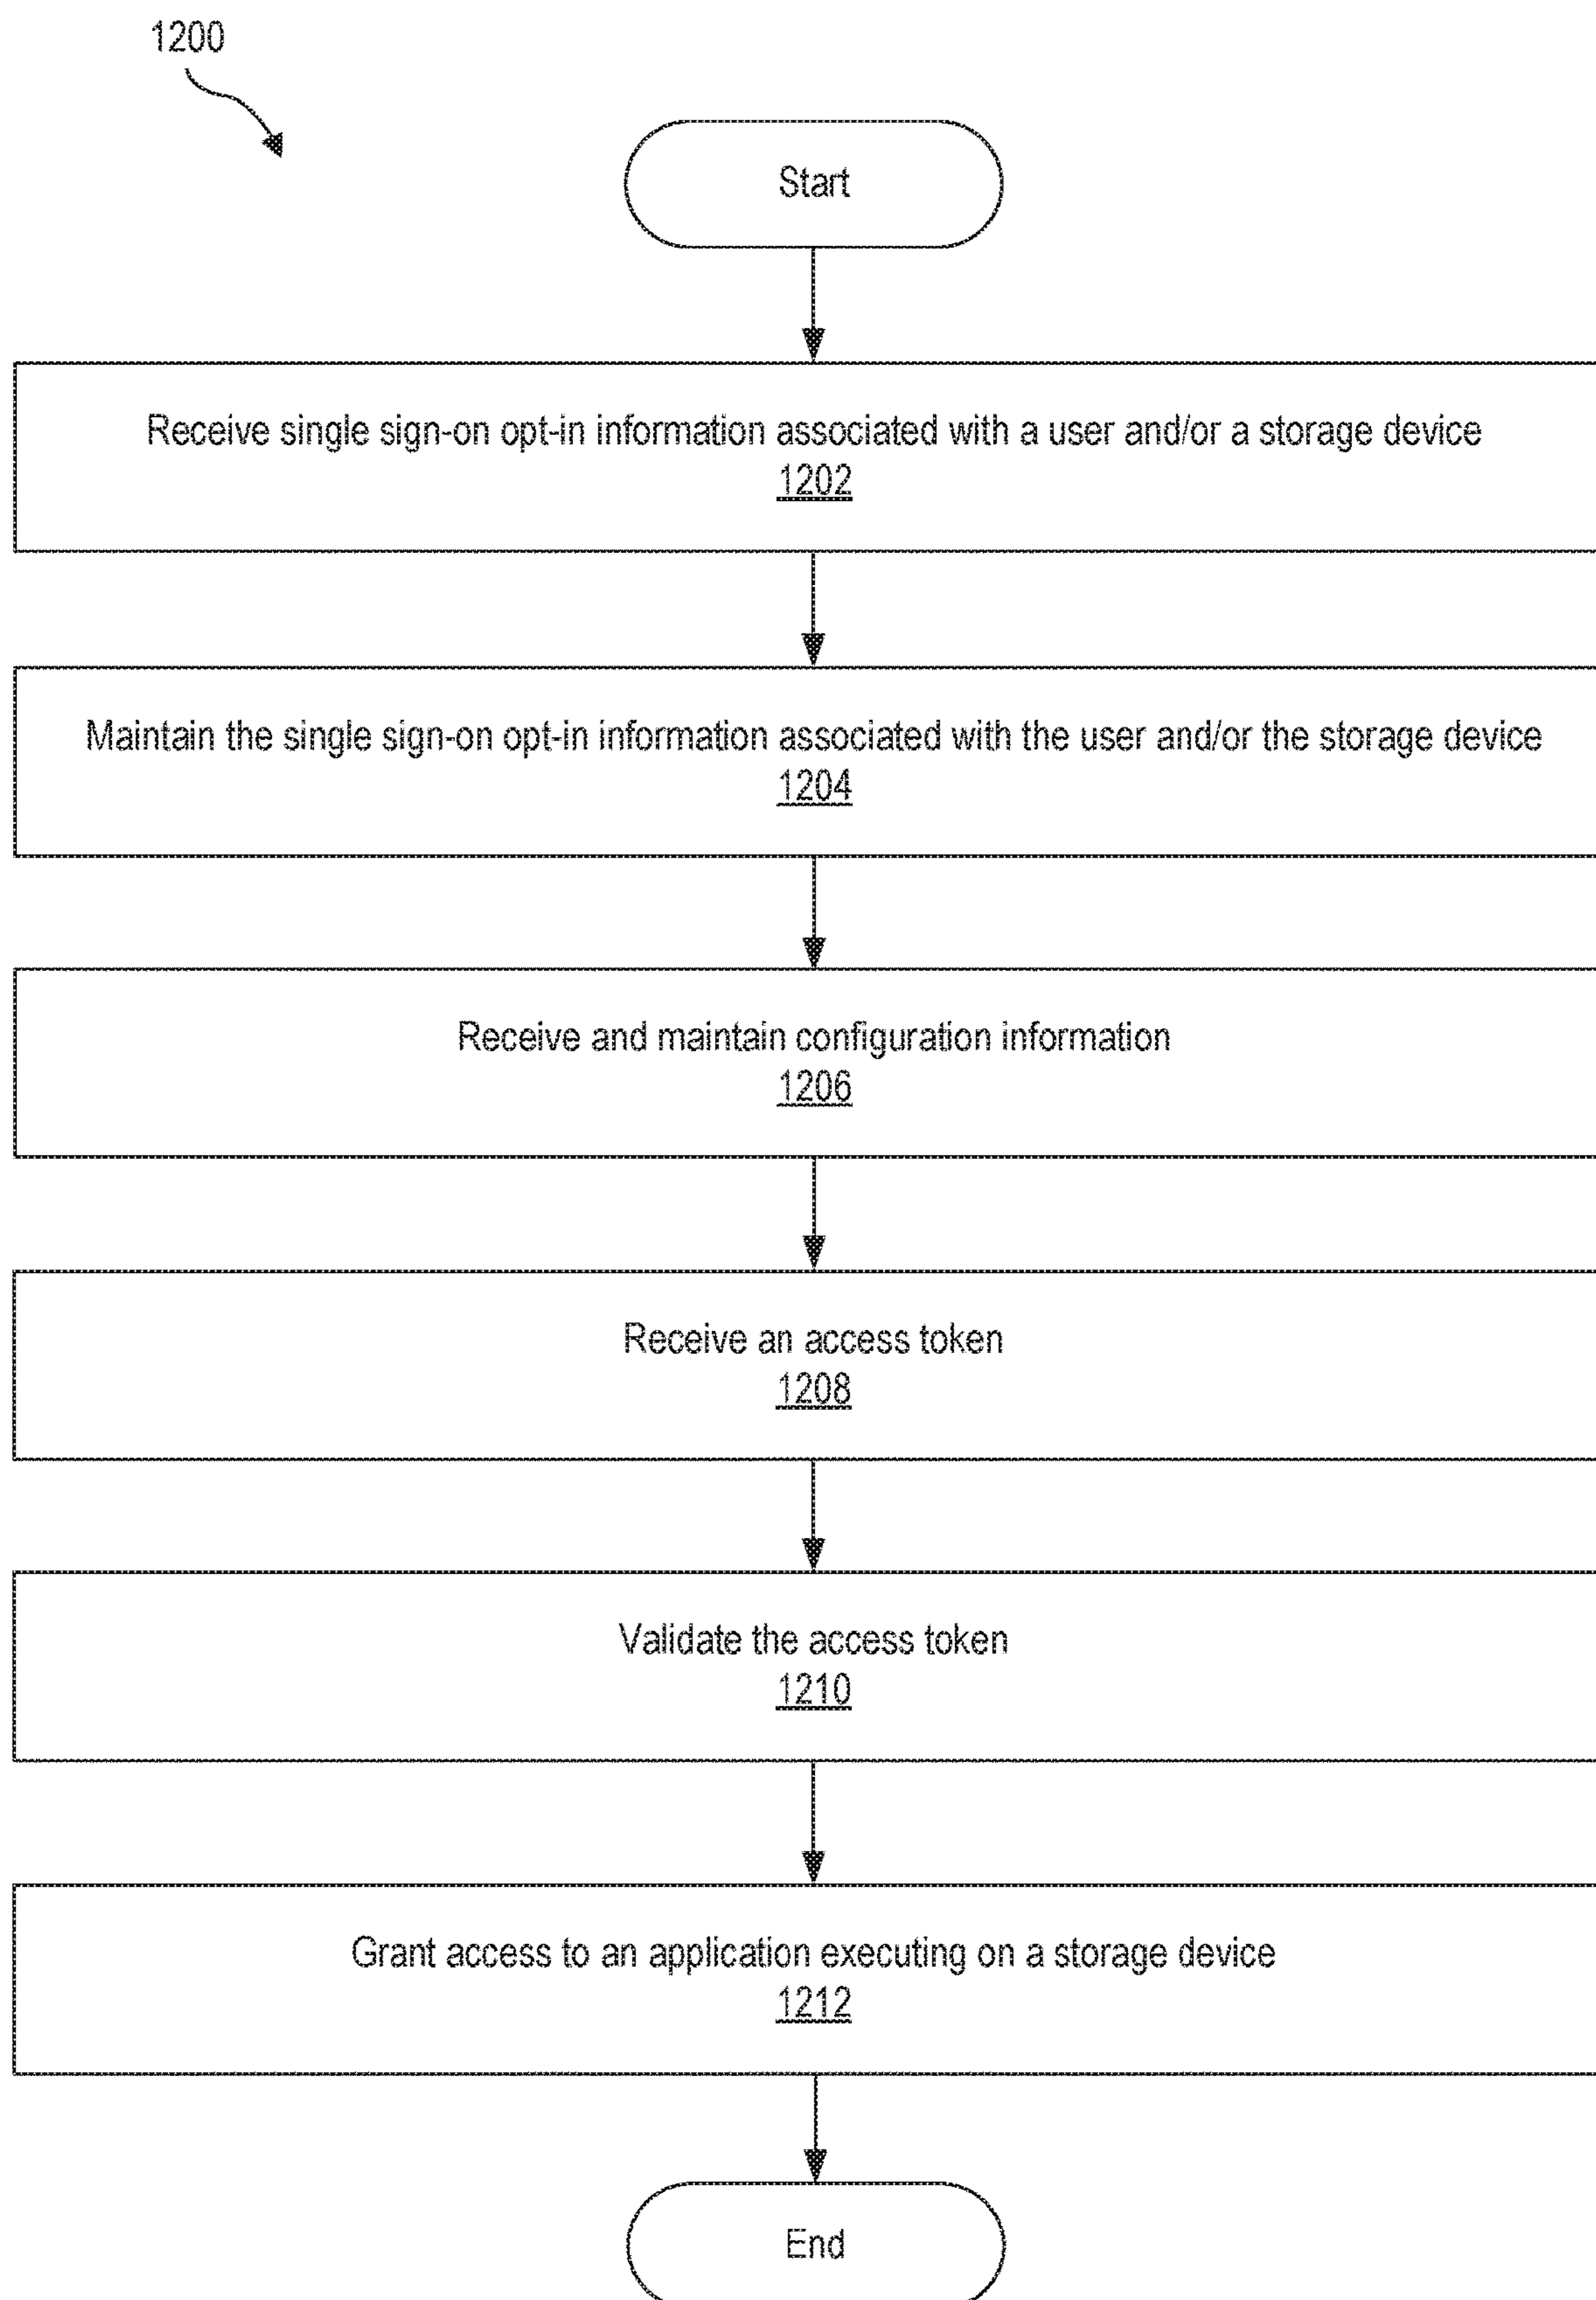 1200
Start
Receive single sign-on opt-in information associated with a user and/or a storage device
1202
Maintain the single sign-on opt-in information associated with the user and/or the storage device
1204
Receive and maintain configuration information
1206
Receive an access token
1208
Validate the access token
1210
Grant access to an application executing on a storage device
1212
End